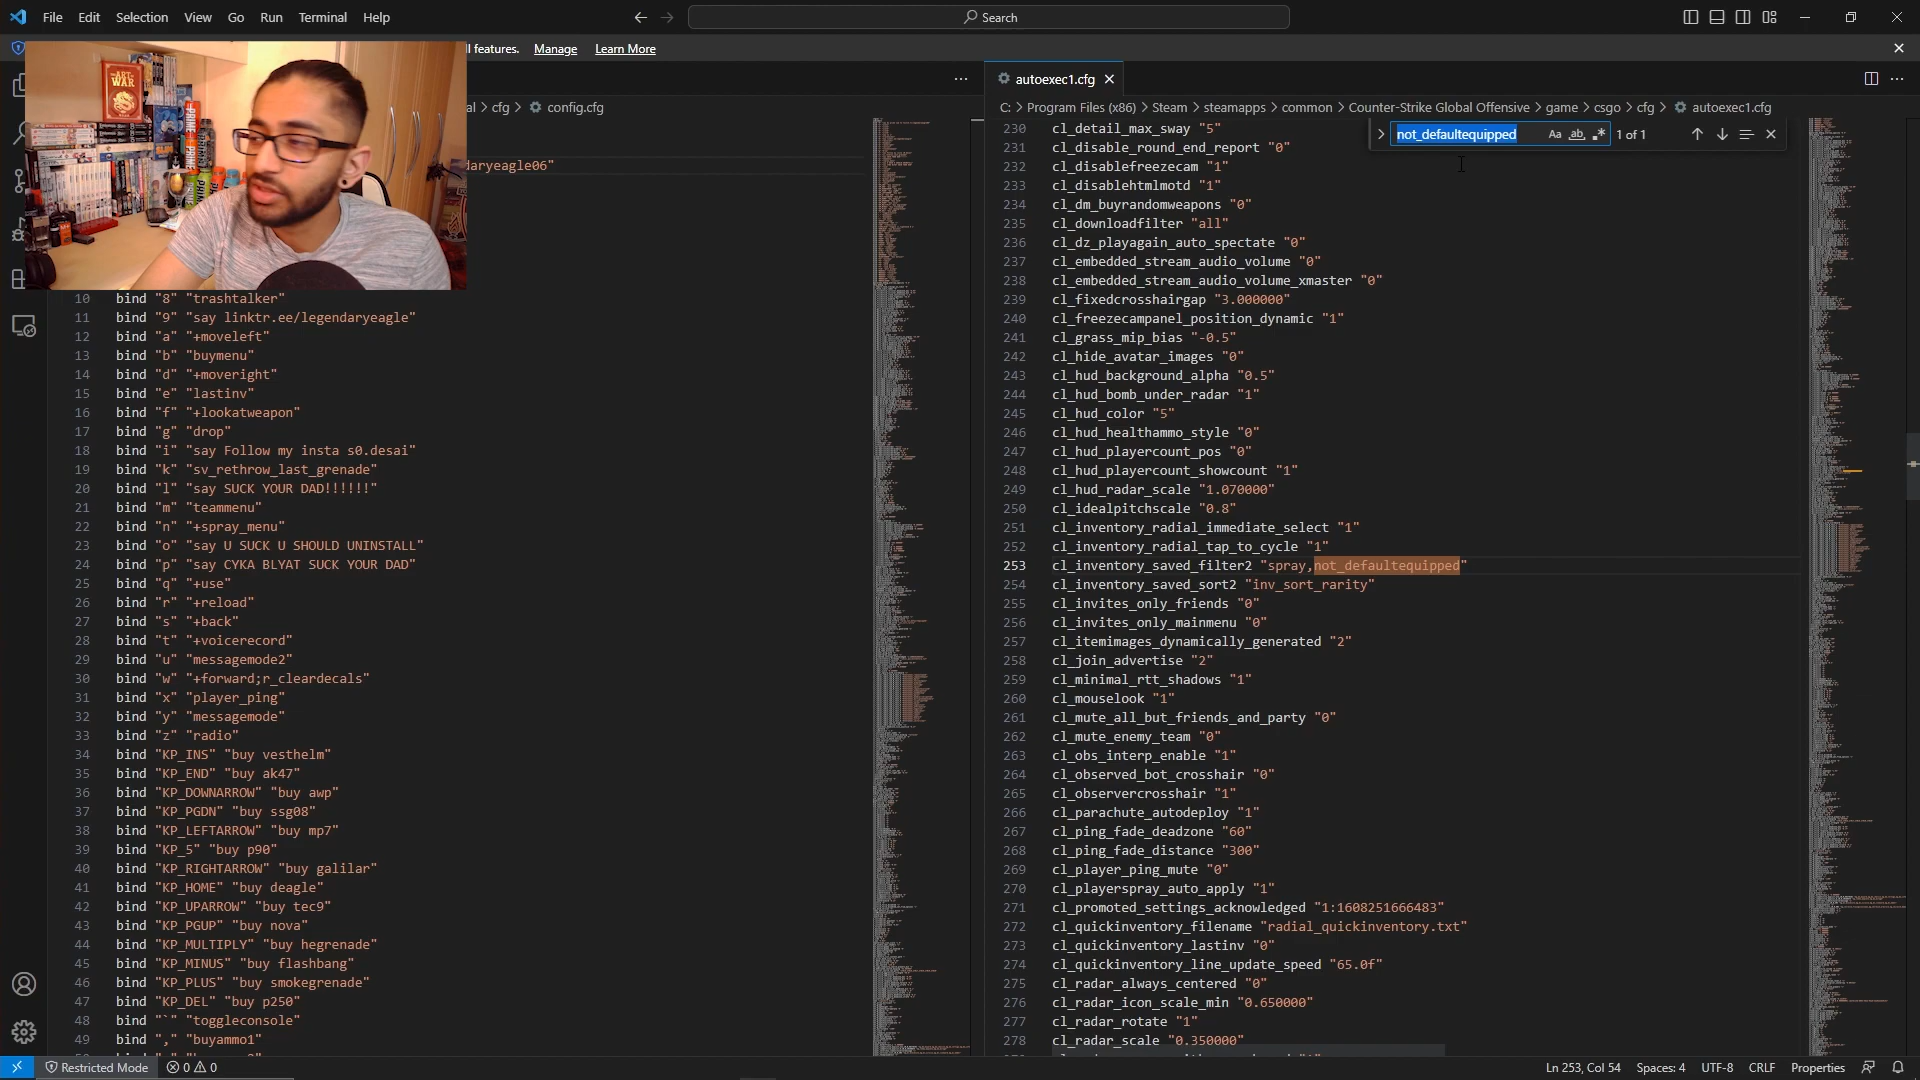 File Edit Selection View Go Run Terminal Help
Search
ll features. Manage Learn More
THE ART OF WAR
al > cfg > config.cfg
daryeagle06"
10 bind "8" "trashtalker"
11 bind "9" "say linktr.ee/legendaryeagle"
12 bind "a" "+moveleft"
13 bind "b" "buymenu"
14 bind "d" "+moveright"
15 bind "e" "lastinv"
16 bind "f" "+lookatweapon"
17 bind "g" "drop"
18 bind "i" "say Follow my insta s0.desai"
19 bind "k" "sv_rethrow_last_grenade"
20 bind "l" "say SUCK YOUR DAD!!!!!!"
21 bind "m" "teammenu"
22 bind "n" "+spray_menu"
23 bind "o" "say U SUCK U SHOULD UNINSTALL"
24 bind "p" "say CYKA BLYAT SUCK YOUR DAD"
25 bind "q" "+use"
26 bind "r" "+reload"
27 bind "s" "+back"
28 bind "t" "+voicerecord"
29 bind "u" "messagemode2"
30 bind "w" "+forward;r_cleardecals"
31 bind "x" "player_ping"
32 bind "y" "messagemode"
33 bind "z" "radio"
34 bind "KP_INS" "buy vesthelm"
35 bind "KP_END" "buy ak47"
36 bind "KP_DOWNARROW" "buy awp"
37 bind "KP_PGDN" "buy ssg08"
38 bind "KP_LEFTARROW" "buy mp7"
39 bind "KP_5" "buy p90"
40 bind "KP_RIGHTARROW" "buy galilar"
41 bind "KP_HOME" "buy deagle"
42 bind "KP_UPARROW" "buy tec9"
43 bind "KP_PGUP" "buy nova"
44 bind "KP_MULTIPLY" "buy hegrenade"
45 bind "KP_MINUS" "buy flashbang"
46 bind "KP_PLUS" "buy smokegrenade"
47 bind "KP_DEL" "buy p250"
48 bind "`" "toggleconsole"
49 bind "," "buyammo1"
autoexec1.cfg
C: > Program Files (x86) > Steam > steamapps > common > Counter-Strike Global Offensive > game > csgo > cfg > autoexec1.cfg
not_defaultequipped Aa ab .* 1 of 1
230 cl_detail_max_sway "5"
231 cl_disable_round_end_report "0"
232 cl_disablefreezecam "1"
233 cl_disablehtmlmotd "1"
234 cl_dm_buyrandomweapons "0"
235 cl_downloadfilter "all"
236 cl_dz_playagain_auto_spectate "0"
237 cl_embedded_stream_audio_volume "0"
238 cl_embedded_stream_audio_volume_xmaster "0"
239 cl_fixedcrosshairgap "3.000000"
240 cl_freezecampanel_position_dynamic "1"
241 cl_grass_mip_bias "-0.5"
242 cl_hide_avatar_images "0"
243 cl_hud_background_alpha "0.5"
244 cl_hud_bomb_under_radar "1"
245 cl_hud_color "5"
246 cl_hud_healthammo_style "0"
247 cl_hud_playercount_pos "0"
248 cl_hud_playercount_showcount "1"
249 cl_hud_radar_scale "1.070000"
250 cl_idealpitchscale "0.8"
251 cl_inventory_radial_immediate_select "1"
252 cl_inventory_radial_tap_to_cycle "1"
253 cl_inventory_saved_filter2 "spray,not_defaultequipped"
254 cl_inventory_saved_sort2 "inv_sort_rarity"
255 cl_invites_only_friends "0"
256 cl_invites_only_mainmenu "0"
257 cl_itemimages_dynamically_generated "2"
258 cl_join_advertise "2"
259 cl_minimal_rtt_shadows "1"
260 cl_mouselook "1"
261 cl_mute_all_but_friends_and_party "0"
262 cl_mute_enemy_team "0"
263 cl_obs_interp_enable "1"
264 cl_observed_bot_crosshair "0"
265 cl_observercrosshair "1"
266 cl_parachute_autodeploy "1"
267 cl_ping_fade_deadzone "60"
268 cl_ping_fade_distance "300"
269 cl_player_ping_mute "0"
270 cl_playerspray_auto_apply "1"
271 cl_promoted_settings_acknowledged "1:1608251666483"
272 cl_quickinventory_filename "radial_quickinventory.txt"
273 cl_quickinventory_lastinv "0"
274 cl_quickinventory_line_update_speed "65.0f"
275 cl_radar_always_centered "0"
276 cl_radar_icon_scale_min "0.650000"
277 cl_radar_rotate "1"
278 cl_radar_scale "0.350000"
Restricted Mode 0 0
Ln 253, Col 54 Spaces: 4 UTF-8 CRLF Properties